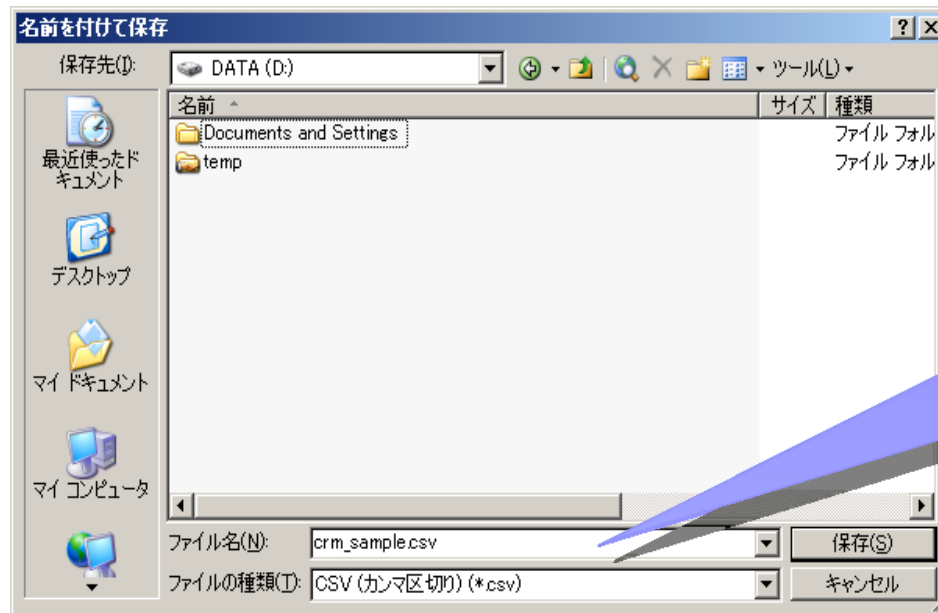 名前を付けて保存
保存先(I):
DATA (D:)
ツール(L)
名前
サイズ
種類
Documents and Settings
ファイル フォル
temp
ファイル フォル
最近使ったド
キュメント
デスクトップ
マイ ドキュメント
マイ コンピュータ
ファイル名(N):
crm_sample.csv
保存(S)
ファイルの種類(T):
CSV (カンマ区切り) (*.csv)
キャンセル